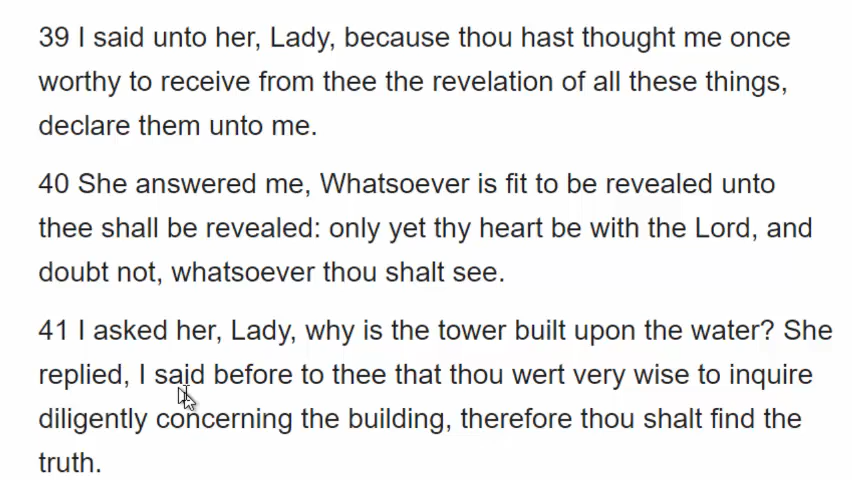 39 I said unto her, Lady, because thou hast thought me once
worthy to receive from thee the revelation of all these things,
declare them unto me.
40 She answered me, Whatsoever is fit to be revealed unto
thee shall be revealed: only yet thy heart be with the Lord, and
doubt not, whatsoever thou shalt see.
41 I asked her, Lady, why is the tower built upon the water? She
replied, I said before to thee that thou wert very wise to inquire
diligently concerning the building, therefore thou shalt find the
truth.